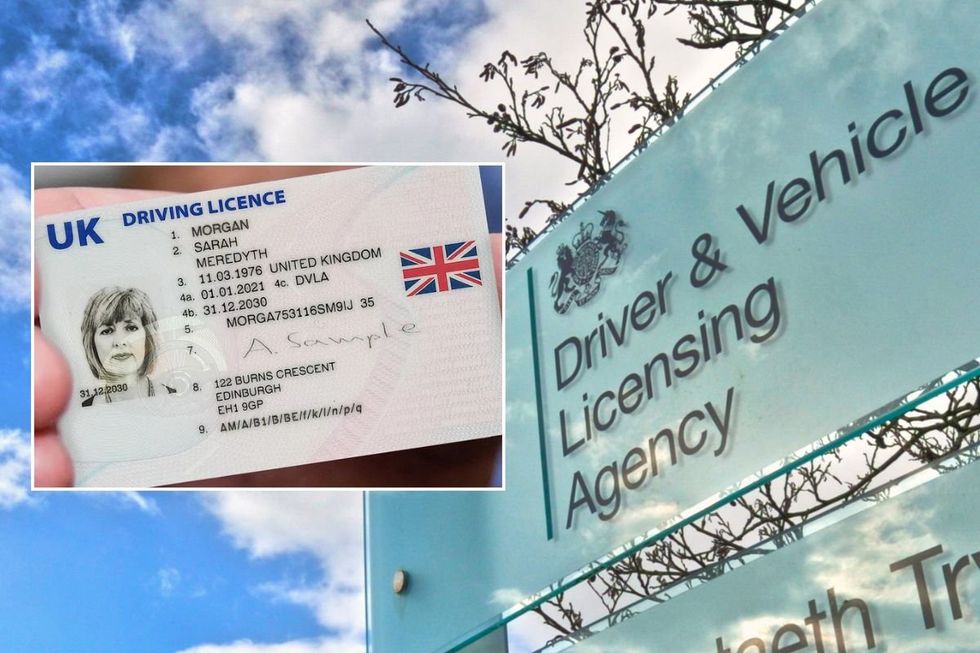 UK DRIVING LICENCE
1. MORGAN
2. SARAH
MEREDYTH
3. 11.03.1976 UNITED KINGDOM
4a. 01.01.2021 4c. DVLA
4b. 31.12.2030
5. MORGA753116SM9IJ 35
7. A. Sample
31.12.2030
8. 122 BURNS CRESCENT
EDINBURGH
EH1 9GP
9. AM/A/B1/B/BE/f/k/l/n/p/q
Driver & Vehicle
Licensing
Agency